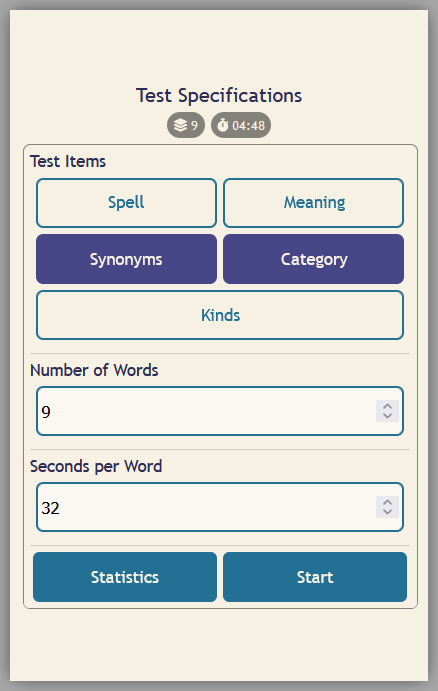 Test Specifications
9 04:48
Test Items
Spell Meaning
Synonyms Category
Kinds
Number of Words
9
Seconds per Word
32
Statistics Start